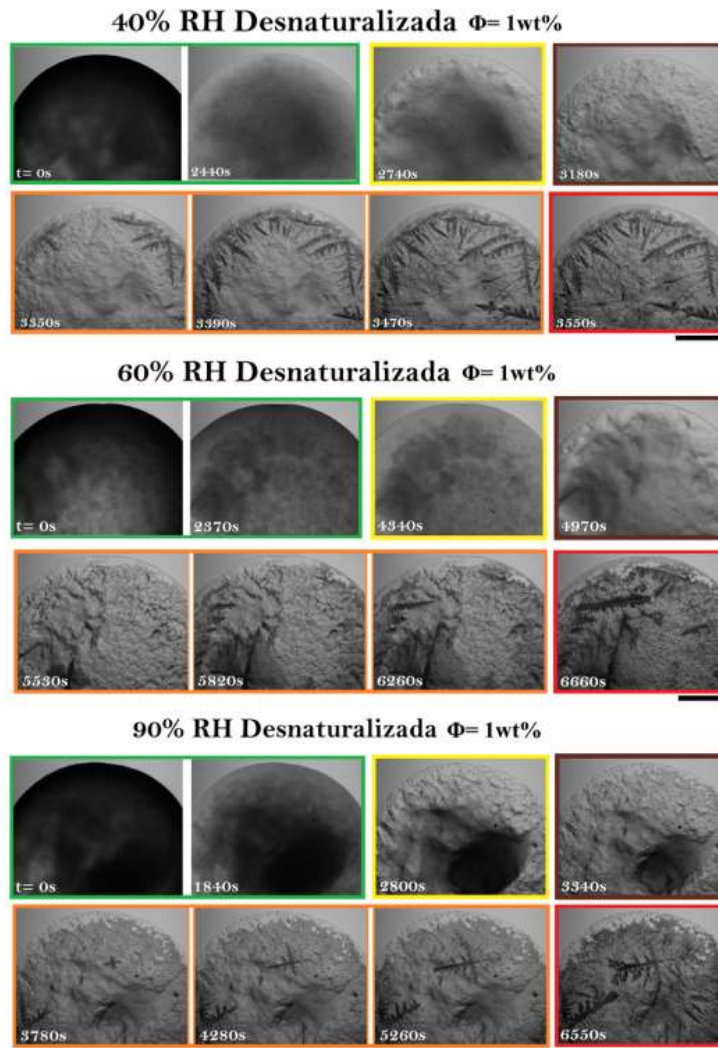 40% RH Desnaturalizada Φ= 1wt%
t= 0s 2440s 2740s 3180s
3350s 3390s 3470s 3550s
60% RH Desnaturalizada Φ= 1wt%
t= 0s 2370s 4340s 4970s
5530s 5820s 6260s 6660s
90% RH Desnaturalizada Φ= 1wt%
t= 0s 1840s 2800s 3340s
3780s 4280s 5260s 6550s